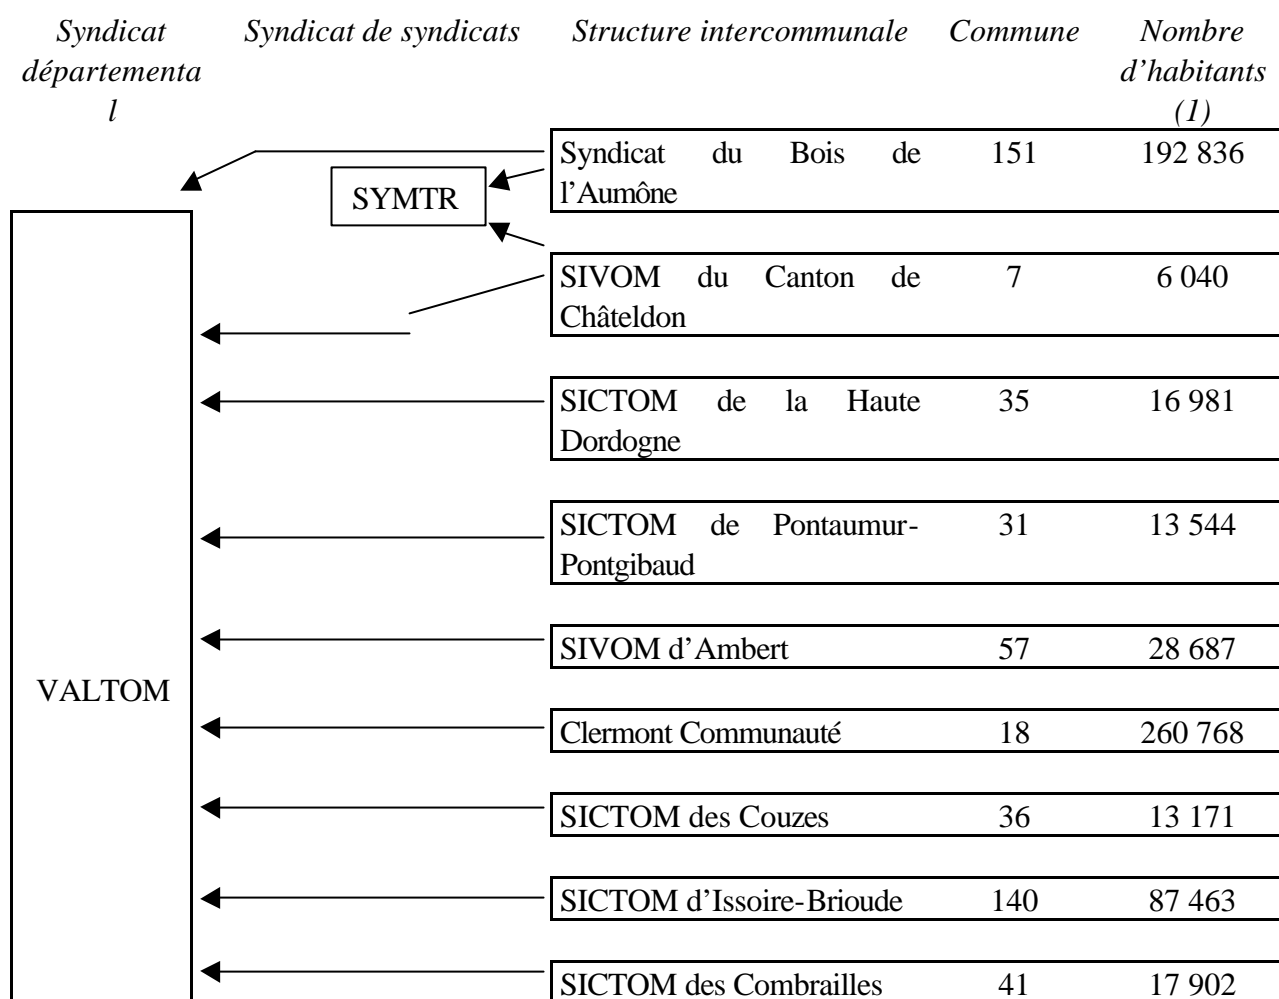 Syndicat départementa l Syndicat de syndicats Structure intercommunale Commune Nombre d’habitants (1)
Syndicat du Bois de l’Aumône 151 192 836
SYMTR
SIVOM du Canton de Châteldon 7 6 040
SICTOM de la Haute Dordogne 35 16 981
SICTOM de Pontaumur-Pontgibaud 31 13 544
SIVOM d’Ambert 57 28 687
VALTOM
Clermont Communauté 18 260 768
SICTOM des Couzes 36 13 171
SICTOM d’Issoire-Brioude 140 87 463
SICTOM des Combrailles 41 17 902